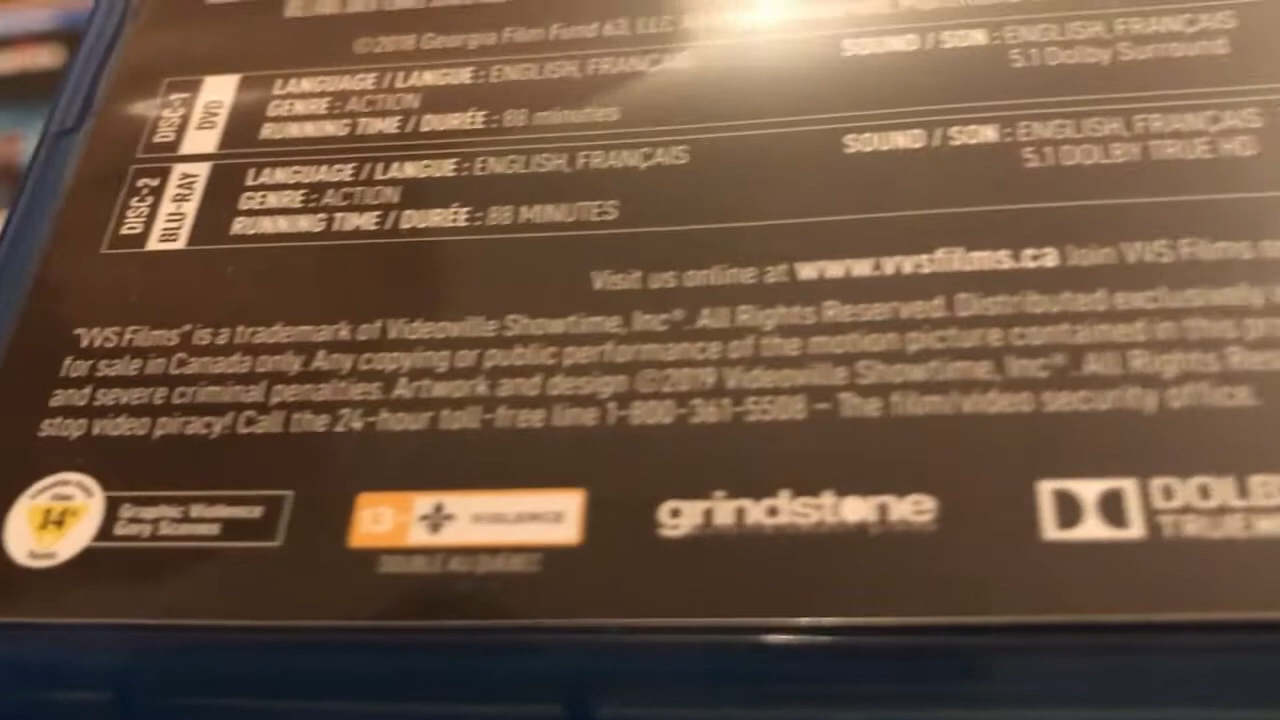 ©2018 Georgia Film Fund 63, LLC
DISC-1
DVD
LANGUAGE / LANGUE : ENGLISH, FRANÇAIS
GENRE : ACTION
RUNNING TIME / DURÉE : 88 minutes
SOUND / SON : ENGLISH, FRANÇAIS
5.1 Dolby Surround
DISC-2
BLU-RAY
LANGUAGE / LANGUE : ENGLISH, FRANÇAIS
GENRE : ACTION
RUNNING TIME / DURÉE : 88 MINUTES
SOUND / SON : ENGLISH, FRANÇAIS
5.1 DOLBY TRUE HD
Visit us online at www.vvsfilms.ca Join VVS Films
"VVS Films" is a trademark of Videoville Showtime, Inc®. All Rights Reserved. Distributed exclusively
for sale in Canada only. Any copying or public performance of the motion picture contained in this
and severe criminal penalties. Artwork and design ©2019 Videoville Showtime, Inc®. All Rights
stop video piracy! Call the 24-hour toll-free line 1-800-361-5508 – The film/video security office.
14
Graphic Violence
Gory Scenes
13+
VIOLENCE
DOUBLÉ AU QUÉBEC
grindstone
DOLB